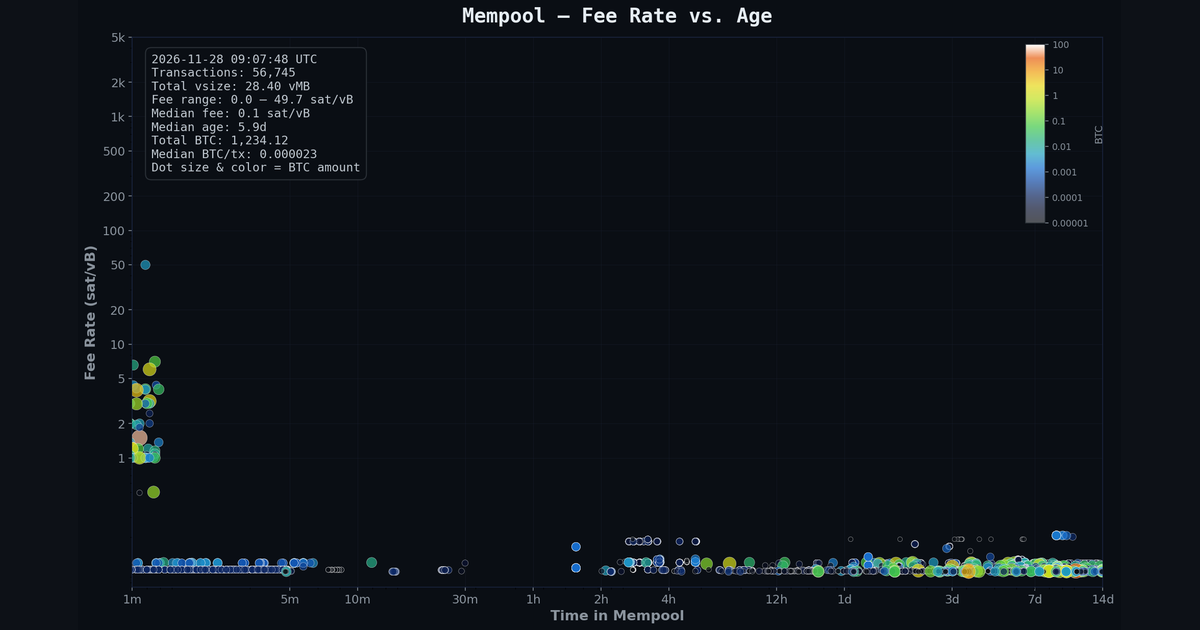 Mempool — Fee Rate vs. Age
2026-11-28 09:07:48 UTC
Transactions: 56,745
Total vsize: 28.40 vMB
Fee range: 0.0 — 49.7 sat/vB
Median fee: 0.1 sat/vB
Median age: 5.9d
Total BTC: 1,234.12
Median BTC/tx: 0.000023
Dot size & color = BTC amount
100
10
1
0.1
0.01
0.001
0.0001
0.00001
BTC
5k
2k
1k
500
200
100
50
20
10
5
2
1
Fee Rate (sat/vB)
1m 5m 10m 30m 1h 2h 4h 12h 1d 3d 7d 14d
Time in Mempool